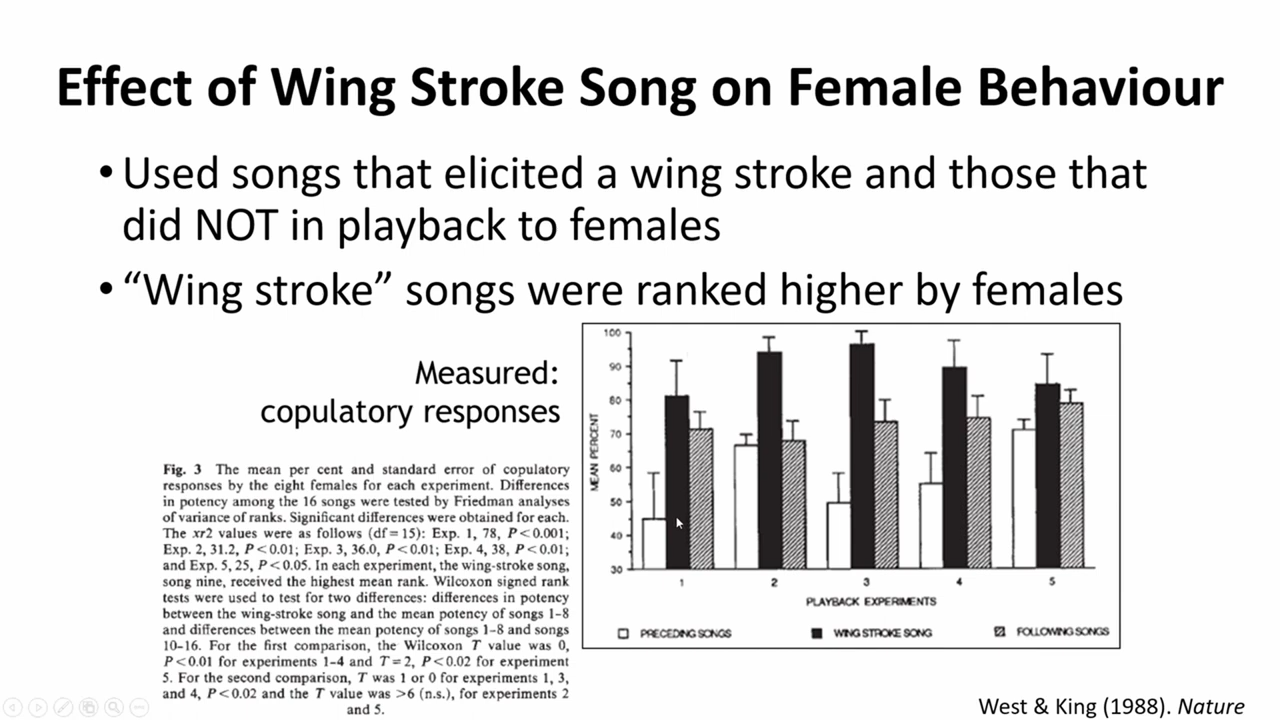 Effect of Wing Stroke Song on Female Behaviour
• Used songs that elicited a wing stroke and those that
did NOT in playback to females
• “Wing stroke” songs were ranked higher by females
Measured:
copulatory responses
Fig. 3 The mean per cent and standard error of copulatory
responses by the eight females for each experiment. Differences
in potency among the 16 songs were tested by Friedman analyses
of variance of ranks. Significant differences were obtained for each.
The xr2 values were as follows (df = 15): Exp. 1, 78, P < 0.001;
Exp. 2, 31.2, P < 0.01; Exp. 3, 36.0, P < 0.01; Exp. 4, 38, P < 0.01;
and Exp. 5, 25, P < 0.05. In each experiment, the wing-stroke song,
song nine, received the highest mean rank. Wilcoxon signed rank
tests were used to test for two differences: differences in potency
between the wing-stroke song and the mean potency of songs 1–8
and differences between the mean potency of songs 1–8 and songs
10–16. For the first comparison, the Wilcoxon T value was 0,
P < 0.01 for experiments 1–4 and T = 2, P < 0.02 for experiment
5. For the second comparison, T was 1 or 0 for experiments 1, 3,
and 4, P < 0.02 and the T value was >6 (n.s.), for experiments 2
and 5.
MEAN PERCENT
100
90
80
70
60
50
40
30
1 2 3 4 5
PLAYBACK EXPERIMENTS
PRECEDING SONGS WING STROKE SONG FOLLOWING SONGS
West & King (1988). Nature